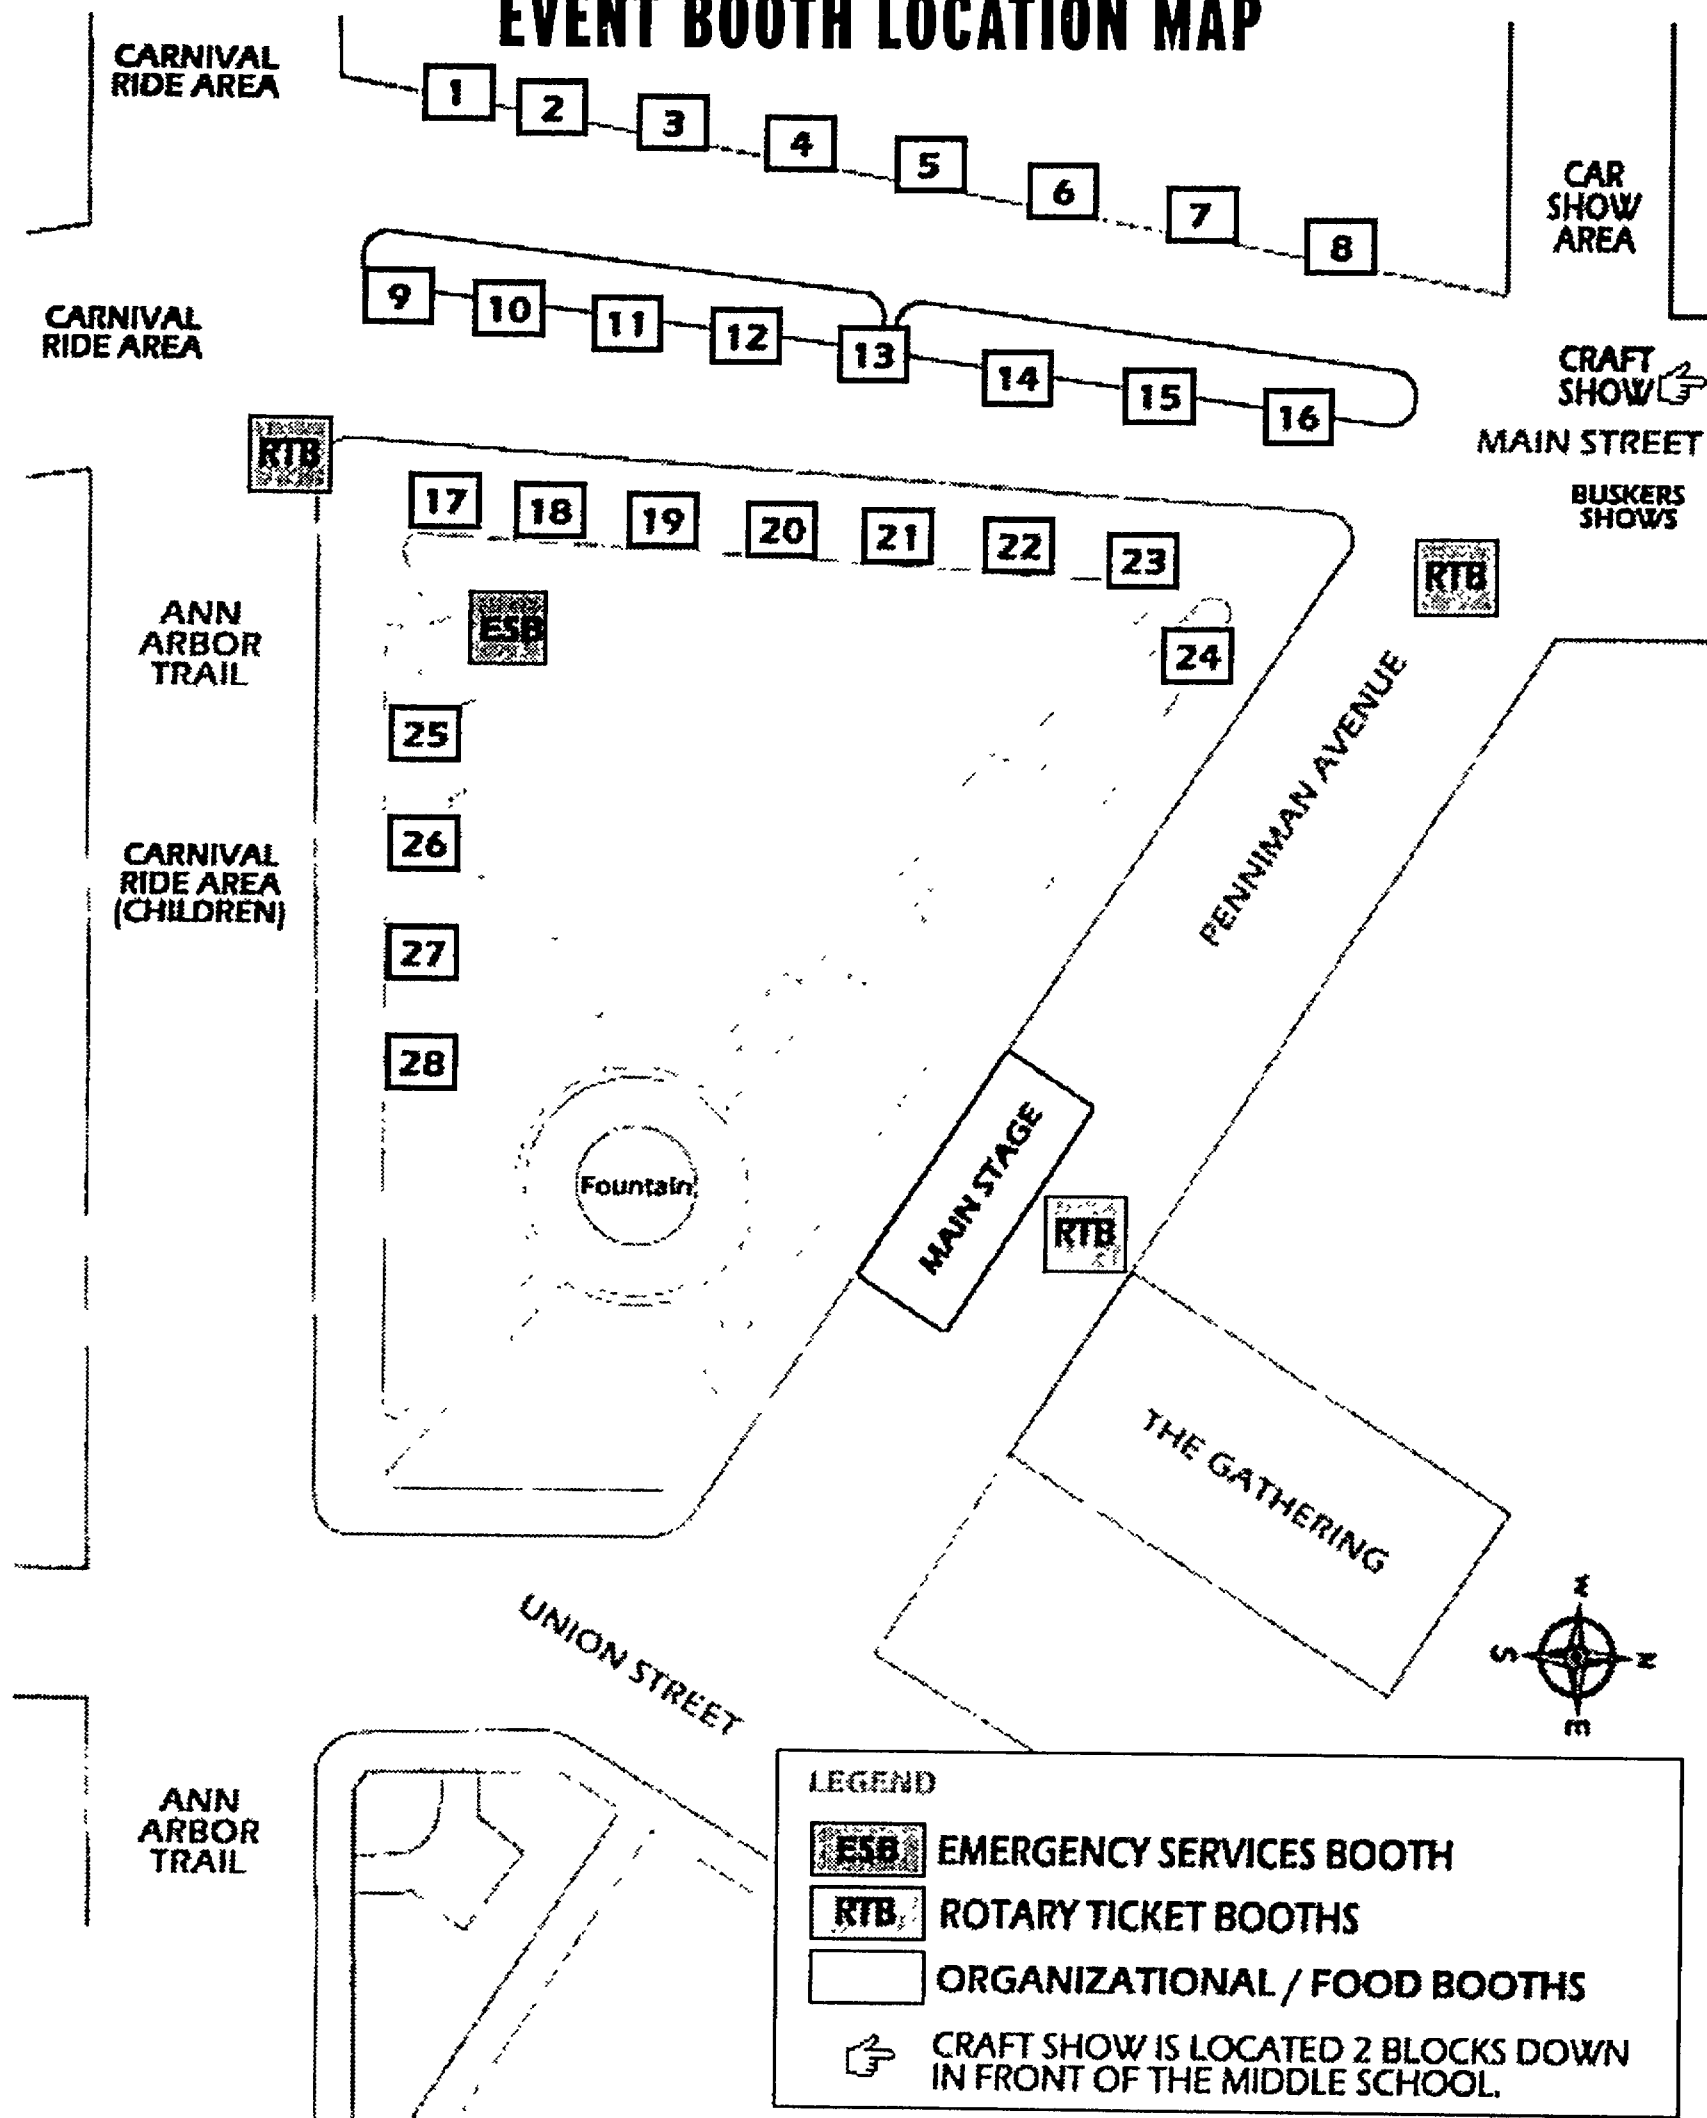 EVENT BOOTH LOCATION MAP
CARNIVAL
RIDE AREA
1
2
3
4
5
6
7
8
CAR
SHOW
AREA
CARNIVAL
RIDE AREA
9
10
11
12
13
14
15
16
CRAFT
SHOW
MAIN STREET
BUSKERS
SHOWS
RTB
17
18
19
20
21
22
23
RTB
ANN
ARBOR
TRAIL
ESB
24
25
PENNIMAN AVENUE
26
CARNIVAL
RIDE AREA
(CHILDREN)
27
28
Fountain
MAIN STAGE
RTB
THE GATHERING
UNION STREET
W
S
N
E
ANN
ARBOR
TRAIL
LEGEND
ESB EMERGENCY SERVICES BOOTH
RTB ROTARY TICKET BOOTHS
ORGANIZATIONAL / FOOD BOOTHS
CRAFT SHOW IS LOCATED 2 BLOCKS DOWN
IN FRONT OF THE MIDDLE SCHOOL.